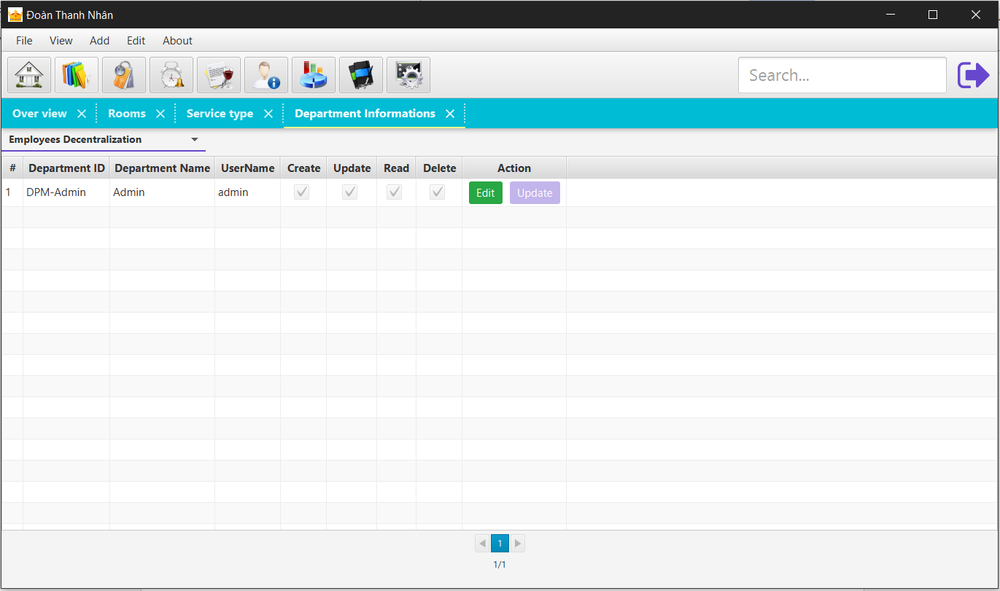 Đoàn Thanh Nhân
File View Add Edit About
Search...
Over view Rooms Service type Department Informations
Employees Decentralization
# Department ID Department Name UserName Create Update Read Delete Action
1 DPM-Admin Admin admin Edit Update
1
1/1